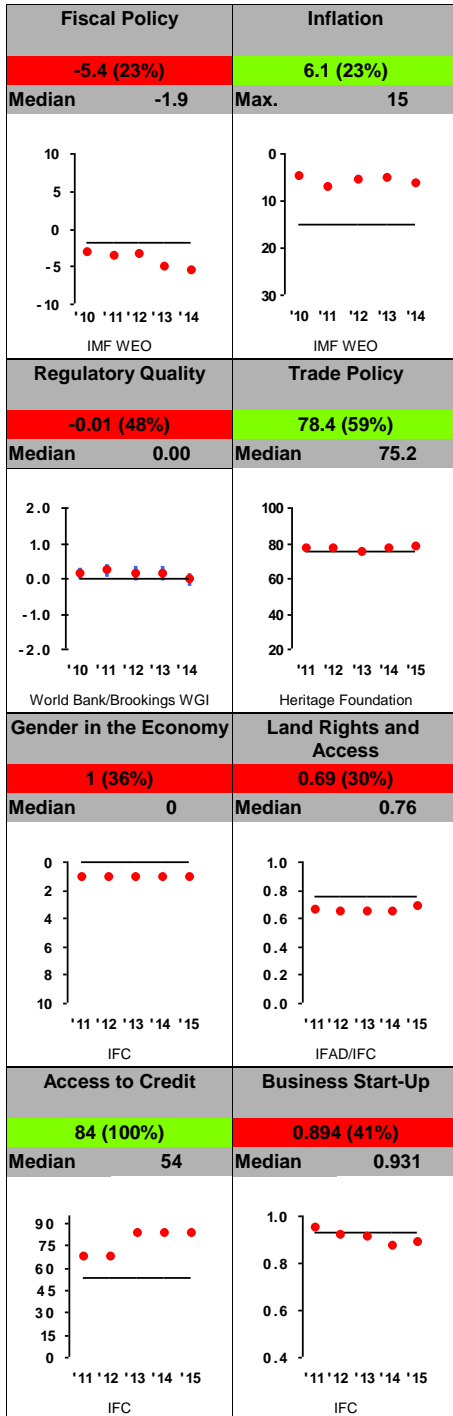 Fiscal Policy
-5.4 (23%)
Median -1.9
10
5
0
-5
-10
'10 '11 '12 '13 '14
IMF WEO
Inflation
6.1 (23%)
Max. 15
0
10
20
30
'10 '11 '12 '13 '14
IMF WEO
Regulatory Quality
-0.01 (48%)
Median 0.00
2.0
1.0
0.0
-1.0
-2.0
'10 '11 '12 '13 '14
World Bank/Brookings WGI
Trade Policy
78.4 (59%)
Median 75.2
100
80
60
40
20
'11 '12 '13 '14 '15
Heritage Foundation
Gender in the Economy
1 (36%)
Median 0
0
2
4
6
8
10
'11 '12 '13 '14 '15
IFC
Land Rights and
Access
0.69 (30%)
Median 0.76
1.0
0.8
0.6
0.4
0.2
0.0
'11 '12 '13 '14 '15
IFAD/IFC
Access to Credit
84 (100%)
Median 54
90
75
60
45
30
15
0
'11 '12 '13 '14 '15
IFC
Business Start-Up
0.894 (41%)
Median 0.931
1.0
0.8
0.6
0.4
'11 '12 '13 '14 '15
IFC